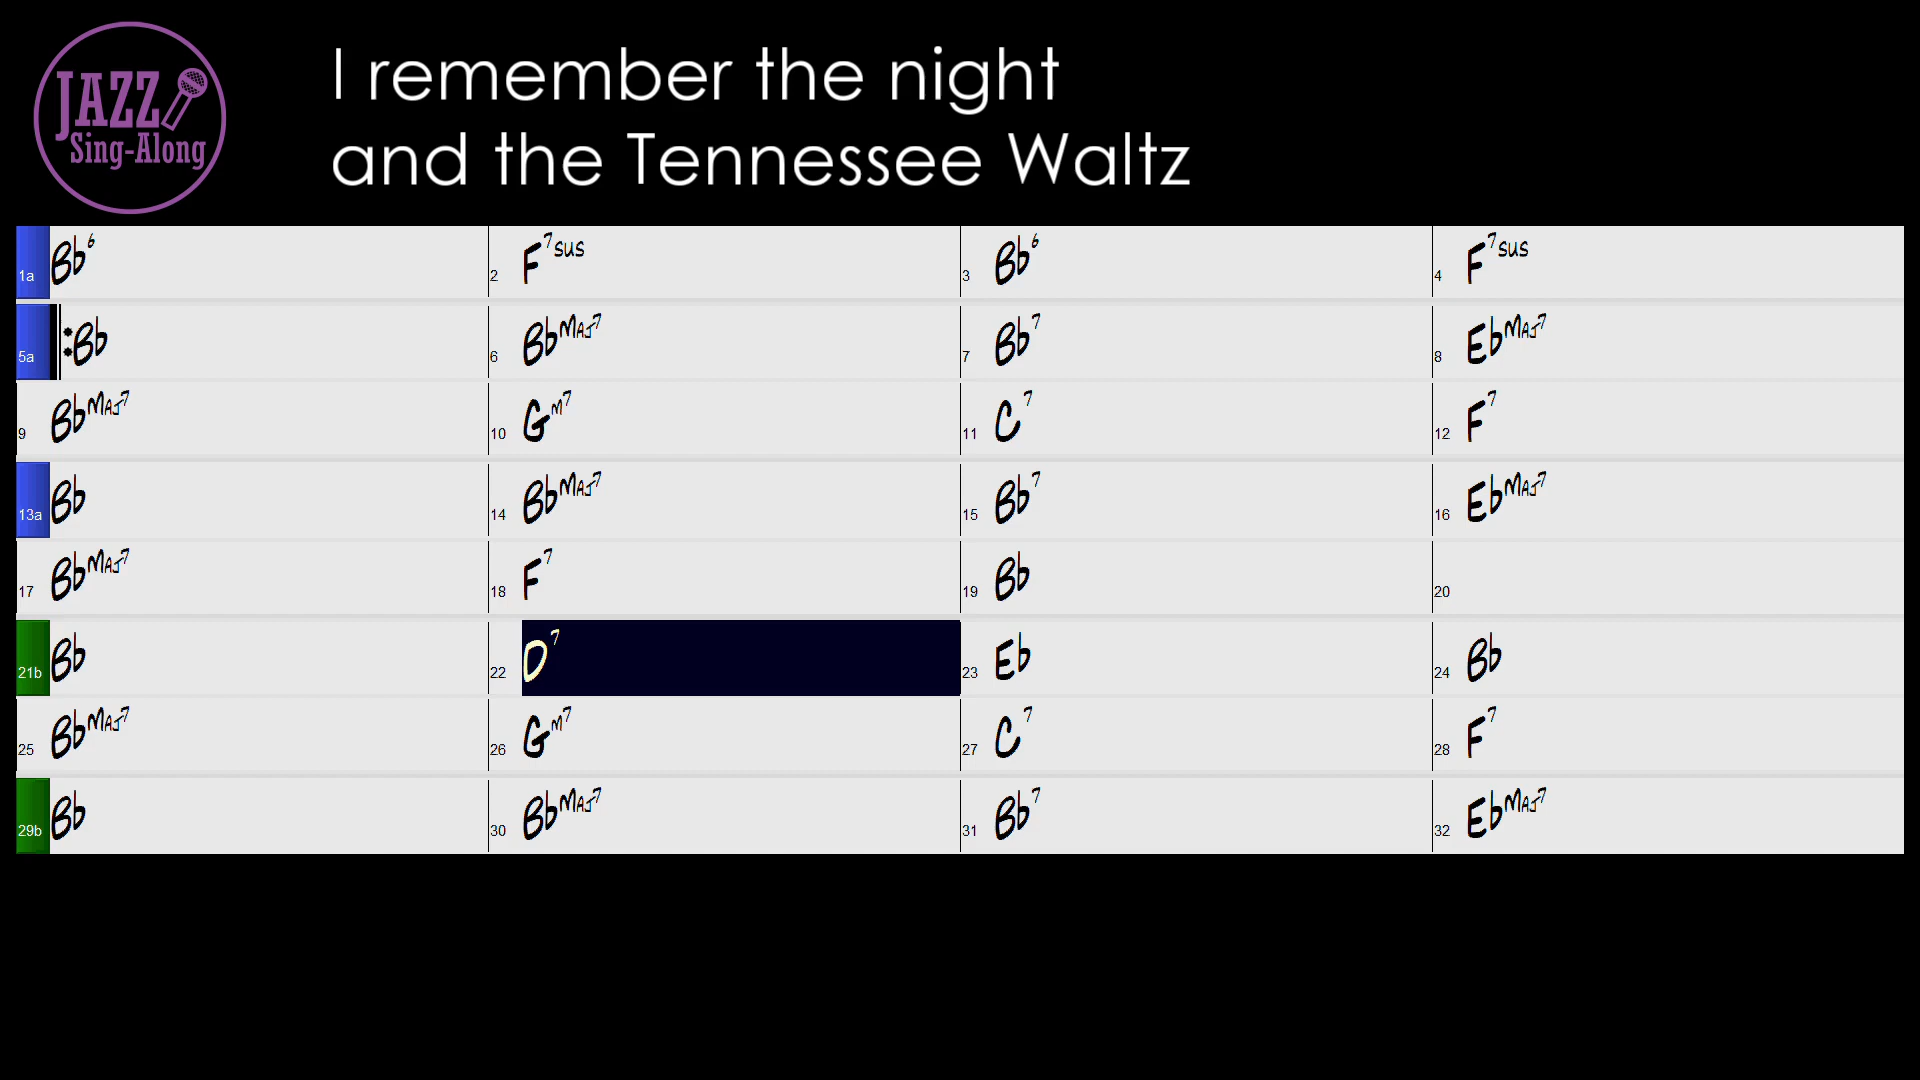 JAZZ
Sing-Along
I remember the night
and the Tennessee Waltz
1a Bb6 2 F7sus 3 Bb6 4 F7sus
5a Bb 6 BbMaj7 7 Bb7 8 EbMaj7
9 BbMaj7 10 Gm7 11 C7 12 F7
13a Bb 14 BbMaj7 15 Bb7 16 EbMaj7
17 BbMaj7 18 F7 19 Bb 20
21b Bb 22 D7 23 Eb 24 Bb
25 BbMaj7 26 Gm7 27 C7 28 F7
29b Bb 30 BbMaj7 31 Bb7 32 EbMaj7